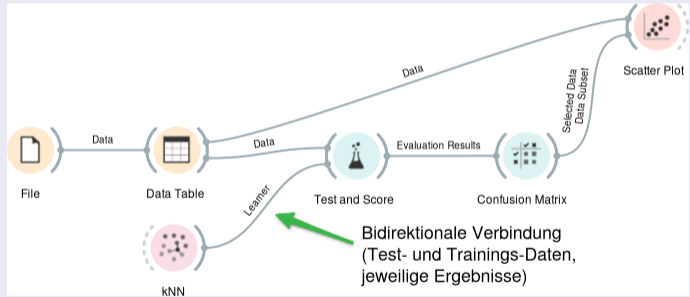 Data
Scatter Plot
Selected Data
Data Subset
Data
Data
Evaluation Results
File
Data Table
Test and Score
Confusion Matrix
Learner
Bidirektionale Verbindung
(Test- und Trainings-Daten,
jeweilige Ergebnisse)
kNN